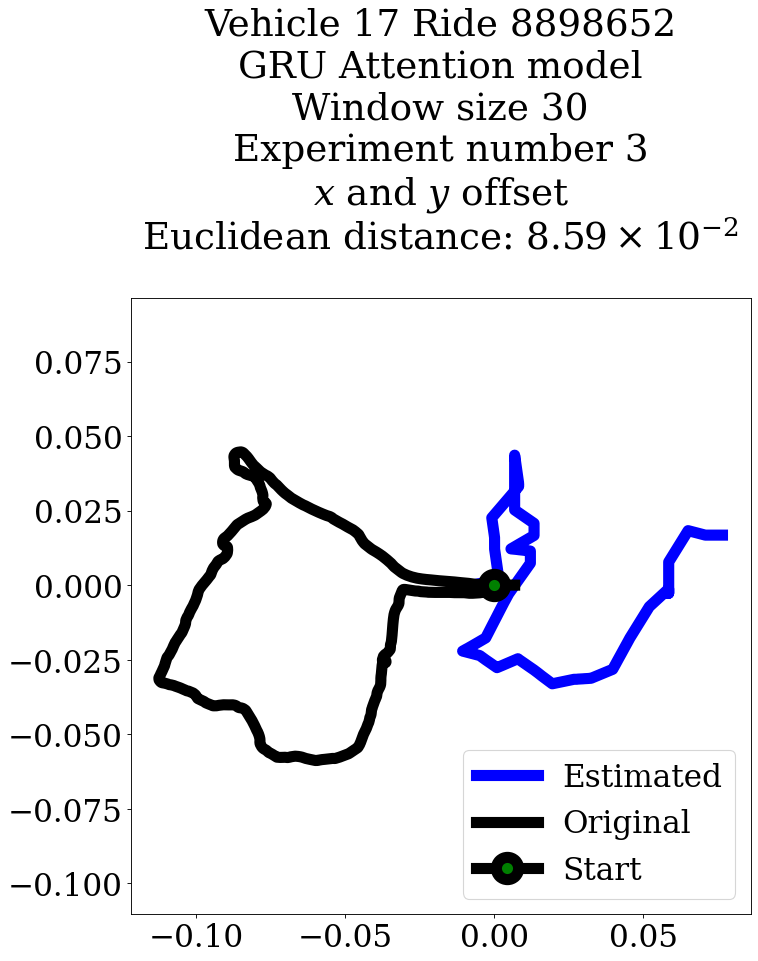 Vehicle 17 Ride 8898652
GRU Attention model
Window size 30
Experiment number 3
x and y offset
Euclidean distance: 8.59 × 10⁻²
0.075
0.050
0.025
0.000
−0.025
−0.050
−0.075
−0.100
Estimated
Original
Start
−0.10 −0.05 0.00 0.05